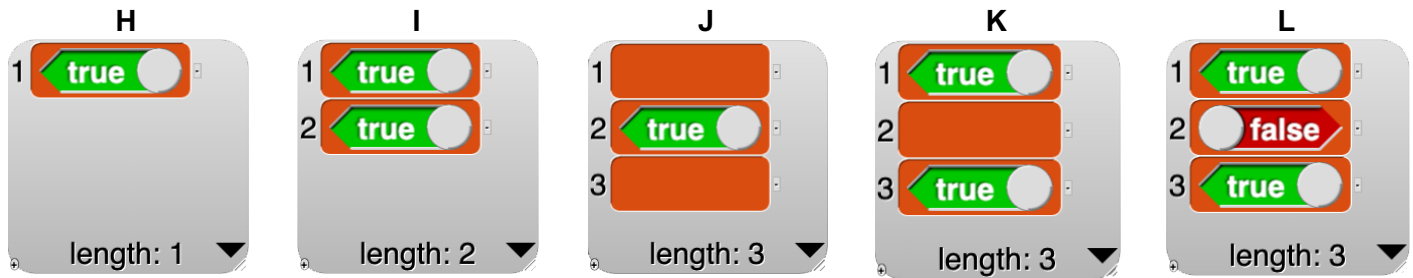 H I J K L
1 true 1 true 1 1 true 1 true
2 true 2 true 2 2 false
3 3 true 3 true
length: 1 length: 2 length: 3 length: 3 length: 3